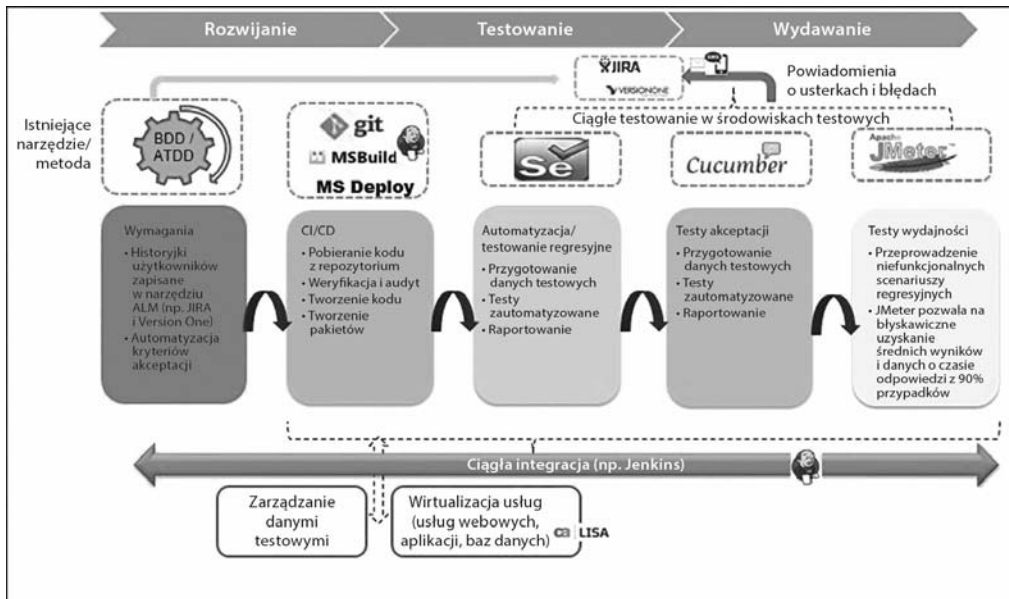 Rozwijanie
Testowanie
Wydawanie
JIRA
VERSIONONE
Powiadomienia
o usterkach i błędach
Ciągłe testowanie w środowiskach testowych
Istniejące
narzędzie/
metoda
BDD /
ATDD
git
MSBuild
MS Deploy
Se
Cucumber
Apache
JMeter
Wymagania
• Historyjki
użytkowników
zapisane
w narzędziu
ALM (np. JIRA
i Version One)
• Automatyzacja
kryteriów
akceptacji
CI/CD
• Pobieranie kodu
z repozytorium
• Weryfikacja i audyt
• Tworzenie kodu
• Tworzenie
pakietów
Automatyzacja/
testowanie regresyjne
• Przygotowanie
danych testowych
• Testy
zautomatyzowane
• Raportowanie
Testy akceptacji
• Przygotowanie
danych testowych
• Testy
zautomatyzowane
• Raportowanie
Testy wydajności
• Przeprowadzenie
niefunkcjonalnych
scenariuszy
regresyjnych
• JMeter pozwala na
błyskawiczne
uzyskanie
średnich wyników
i danych o czasie
odpowiedzi z 90%
przypadków
Ciągła integracja (np. Jenkins)
Zarządzanie
danymi
testowymi
Wirtualizacja usług
(usług webowych,
aplikacji, baz danych)
ca LISA